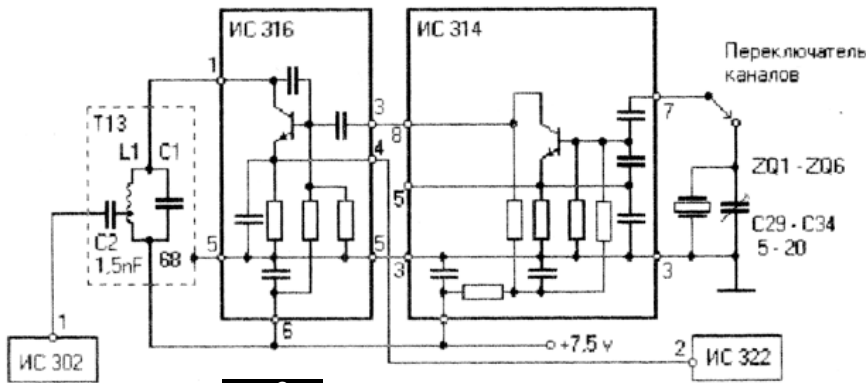 ИС 316
ИС 314
Переключатель
каналов
1
3
8
7
T13
L1
C1
4
5
ZQ1 - ZQ6
C2
1,5nF
68
5
5
3
3
C29 - C34
5 - 20
6
+7.5 v
1
2
ИС 302
ИС 322